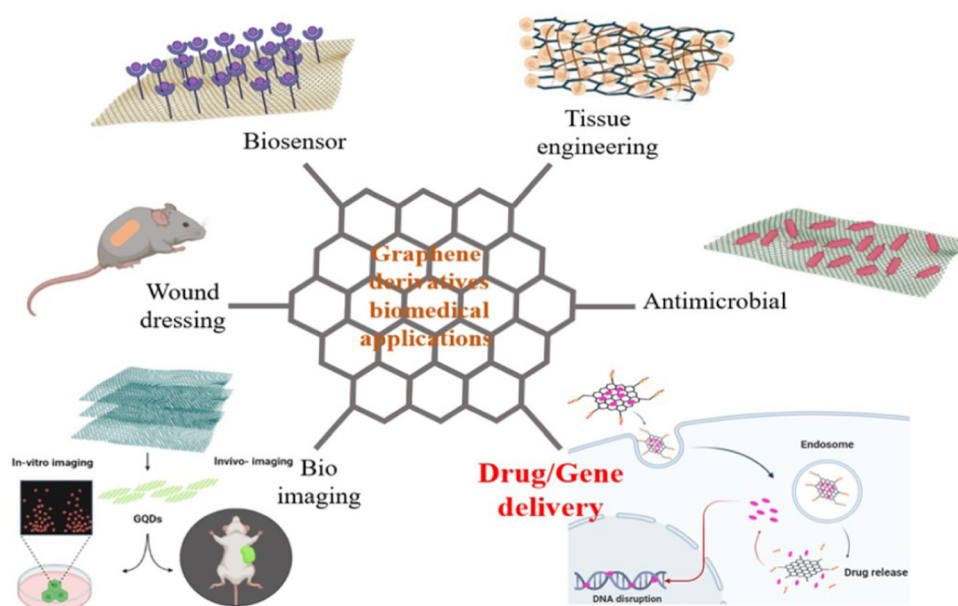 Biosensor
Tissue
engineering
Graphene
derivatives
biomedical
applications
Wound
dressing
Antimicrobial
Bio
imaging
Drug/Gene
delivery
In-vitro imaging
Invivo- imaging
GQDs
Endosome
Drug release
DNA disruption